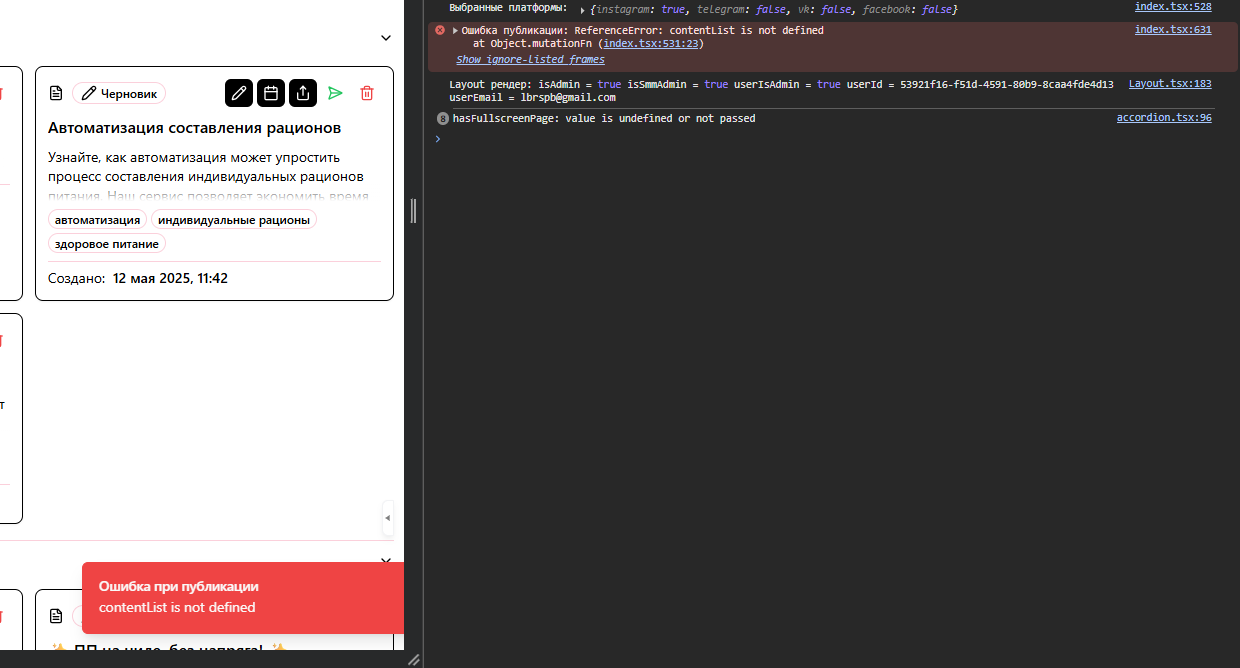 Черновик
Автоматизация составления рационов
Узнайте, как автоматизация может упростить
процесс составления индивидуальных рационов
питания. Наш сервис позволяет экономить время
автоматизация
индивидуальные рационы
здоровое питание
Создано: 12 мая 2025, 11:42
т
Ошибка при публикации
contentList is not defined
Выбранные платформы: {instagram: true, telegram: false, vk: false, facebook: false} index.tsx:528
Ошибка публикации: ReferenceError: contentList is not defined index.tsx:631
at Object.mutationFn (index.tsx:531:23)
Show ignore-listed frames
Layout рендер: isAdmin = true isSmmAdmin = true userIsAdmin = true userId = 53921f16-f51d-4591-80b9-8caa4fde4d13 Layout.tsx:183
userEmail = lbrspb@gmail.com
8 hasFullscreenPage: value is undefined or not passed accordion.tsx:96